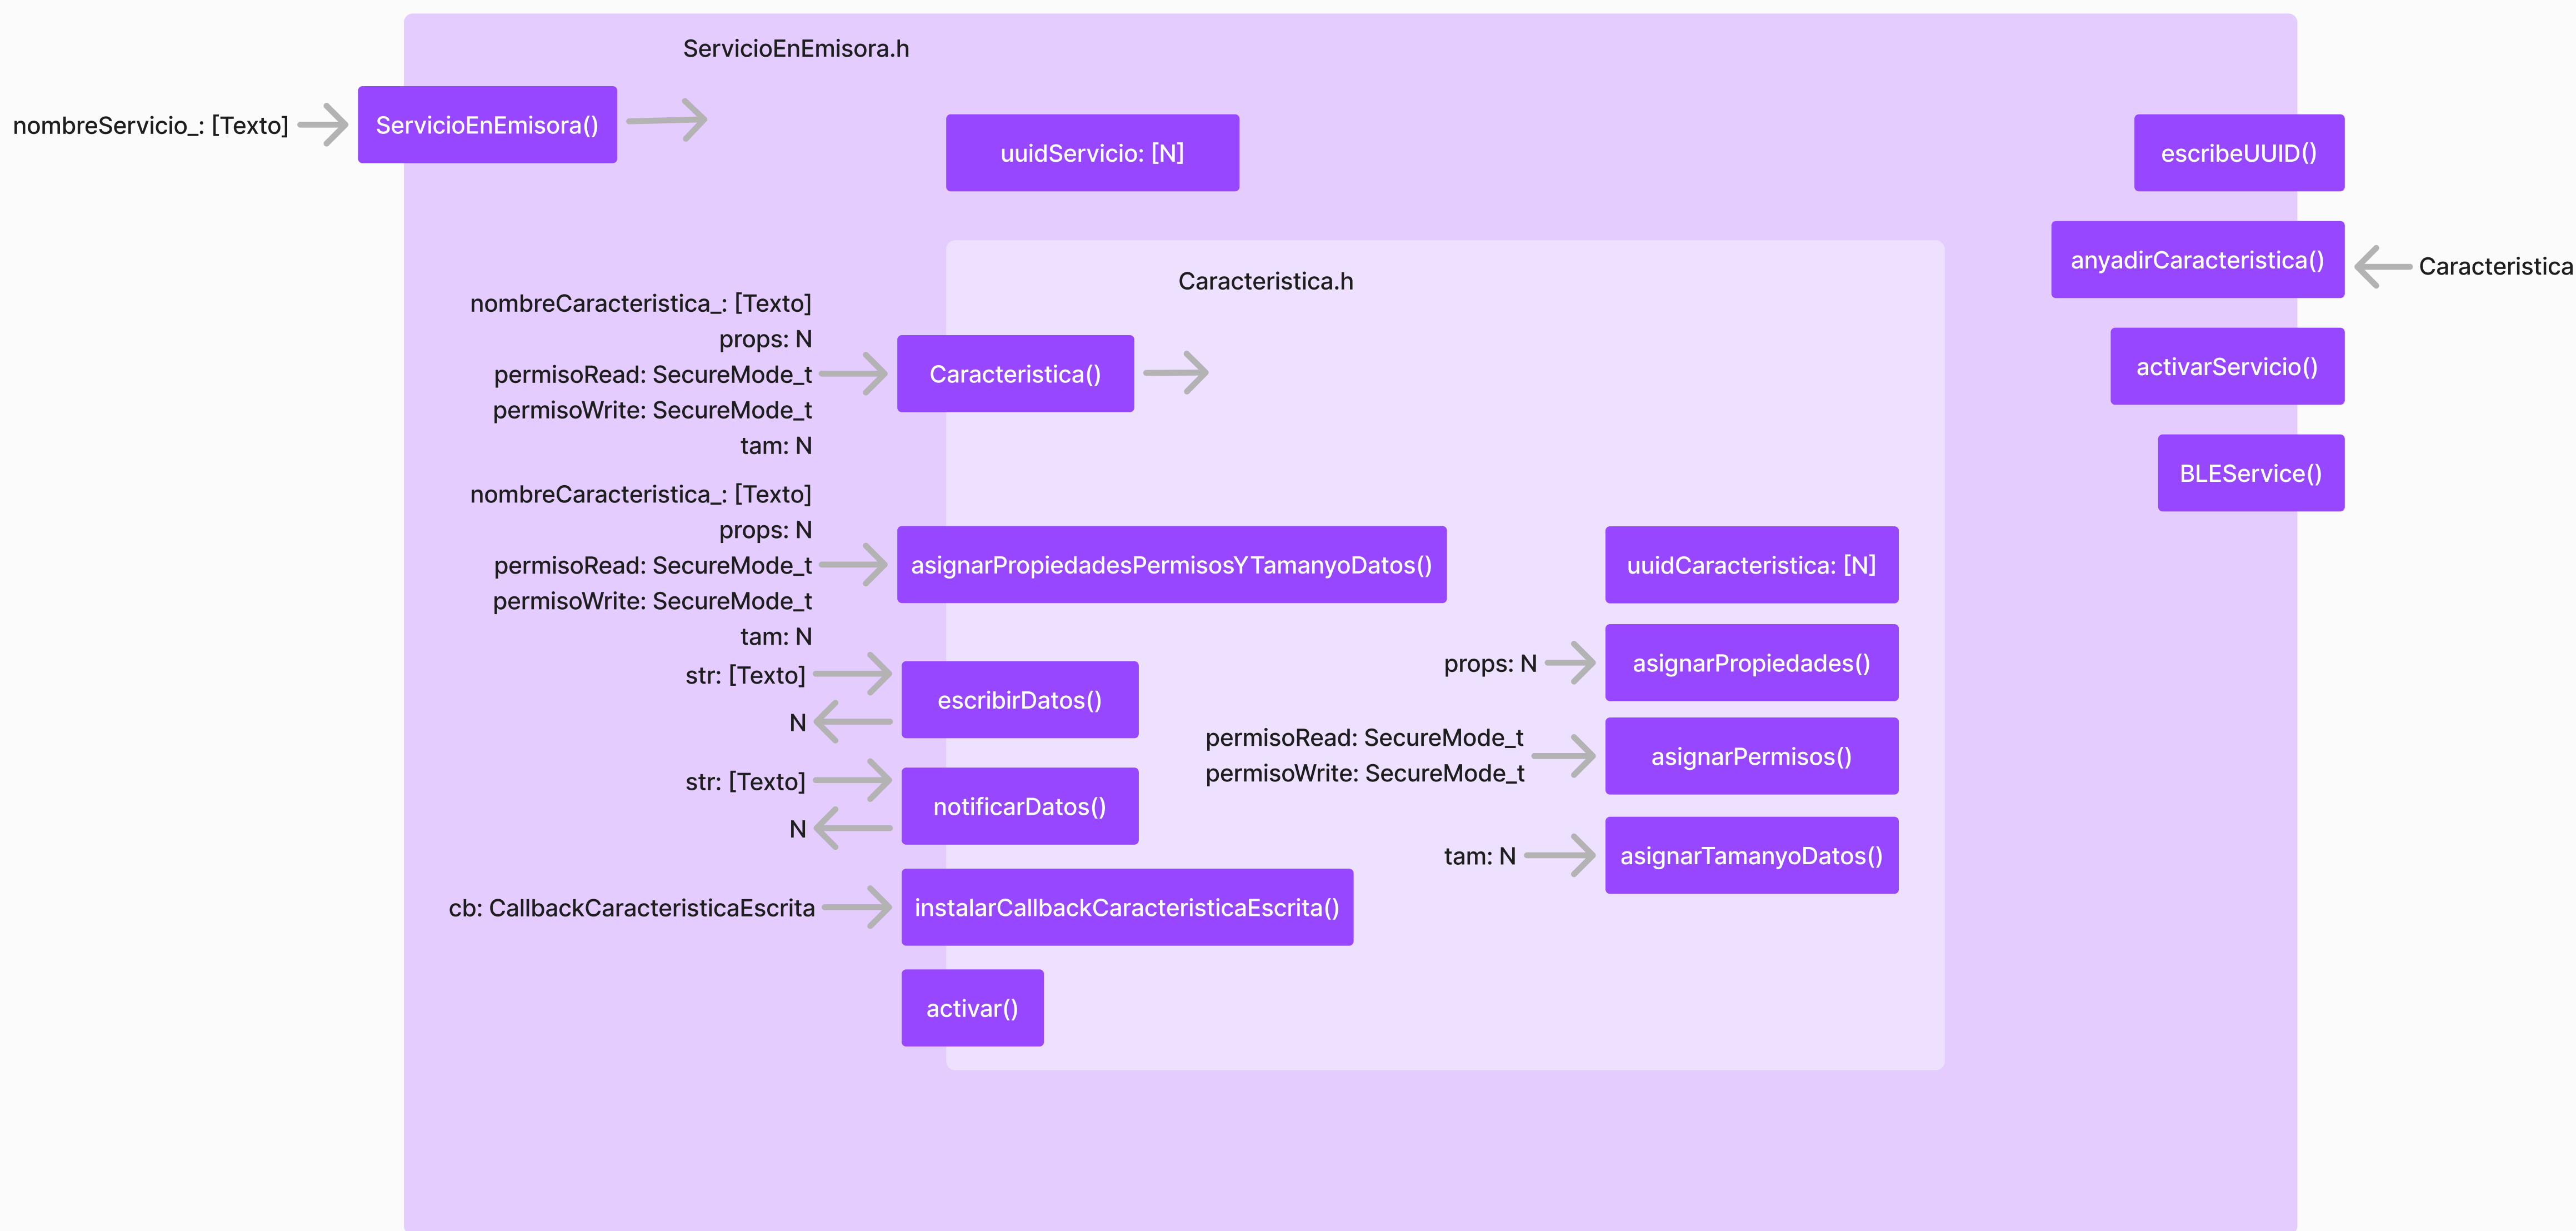 ServicioEnEmisora.h
nombreServicio_: [Texto]
ServicioEnEmisora()
uuidServicio: [N]
escribeUUID()
anyadirCaracteristica()
Caracteristica
activarServicio()
BLEService()
Caracteristica.h
nombreCaracteristica_: [Texto]
props: N
permisoRead: SecureMode_t
permisoWrite: SecureMode_t
tam: N
Caracteristica()
nombreCaracteristica_: [Texto]
props: N
permisoRead: SecureMode_t
permisoWrite: SecureMode_t
tam: N
asignarPropiedadesPermisosYTamanyoDatos()
str: [Texto]
N
escribirDatos()
str: [Texto]
N
notificarDatos()
cb: CallbackCaracteristicaEscrita
instalarCallbackCaracteristicaEscrita()
activar()
uuidCaracteristica: [N]
props: N
asignarPropiedades()
permisoRead: SecureMode_t
permisoWrite: SecureMode_t
asignarPermisos()
tam: N
asignarTamanyoDatos()